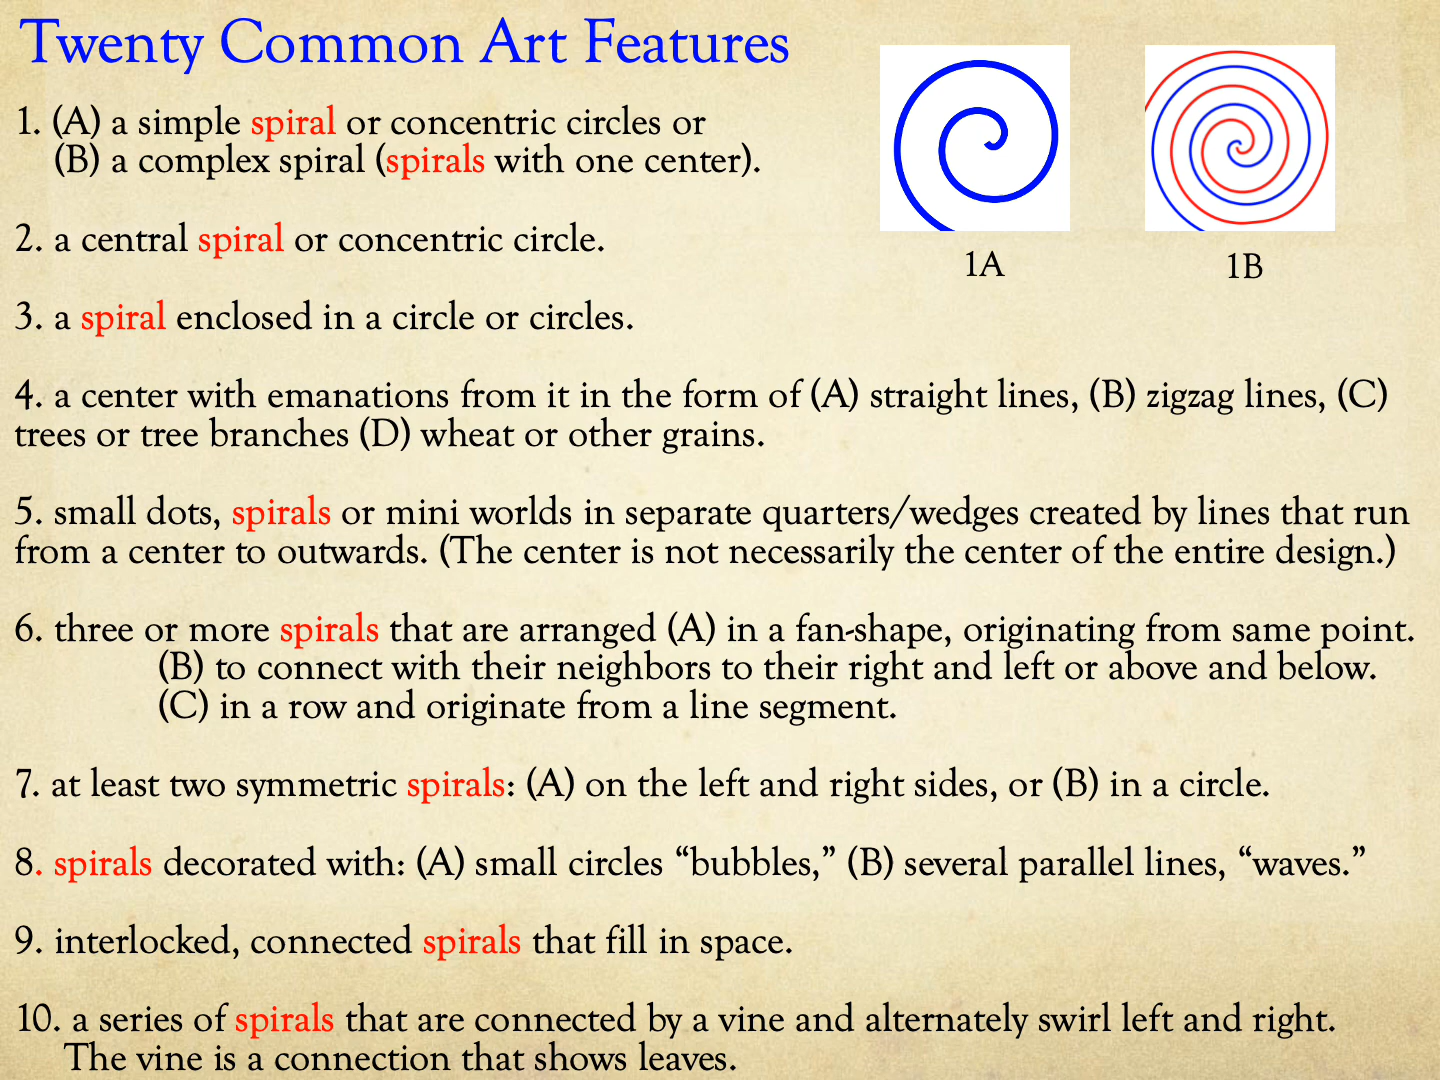 Twenty Common Art Features
1. (A) a simple spiral or concentric circles or
(B) a complex spiral (spirals with one center).
1A
1B
2. a central spiral or concentric circle.
3. a spiral enclosed in a circle or circles.
4. a center with emanations from it in the form of (A) straight lines, (B) zigzag lines, (C)
trees or tree branches (D) wheat or other grains.
5. small dots, spirals or mini worlds in separate quarters/wedges created by lines that run
from a center to outwards. (The center is not necessarily the center of the entire design.)
6. three or more spirals that are arranged (A) in a fan-shape, originating from same point.
(B) to connect with their neighbors to their right and left or above and below.
(C) in a row and originate from a line segment.
7. at least two symmetric spirals: (A) on the left and right sides, or (B) in a circle.
8. spirals decorated with: (A) small circles “bubbles,” (B) several parallel lines, “waves.”
9. interlocked, connected spirals that fill in space.
10. a series of spirals that are connected by a vine and alternately swirl left and right.
The vine is a connection that shows leaves.